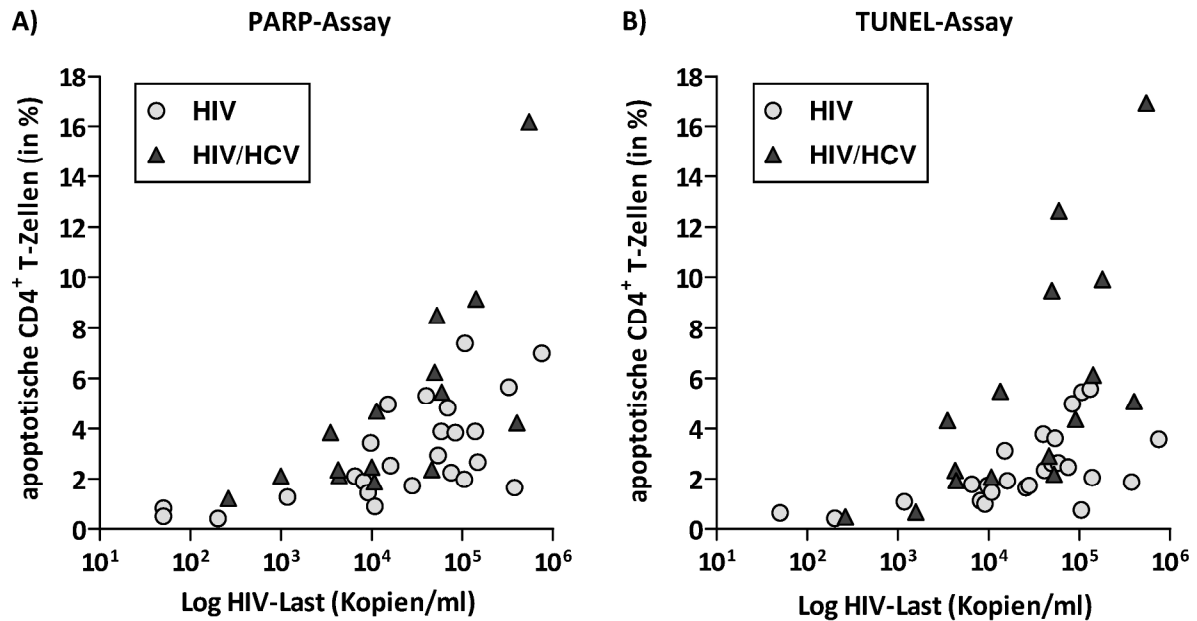 A) PARP-Assay
apoptotische CD4⁺ T-Zellen (in %)
18
16
14
12
10
8
6
4
2
0
HIV
HIV/HCV
10¹ 10² 10³ 10⁴ 10⁵ 10⁶
Log HIV-Last (Kopien/ml)
B) TUNEL-Assay
apoptotische CD4⁺ T-Zellen (in %)
18
16
14
12
10
8
6
4
2
0
HIV
HIV/HCV
10¹ 10² 10³ 10⁴ 10⁵ 10⁶
Log HIV-Last (Kopien/ml)